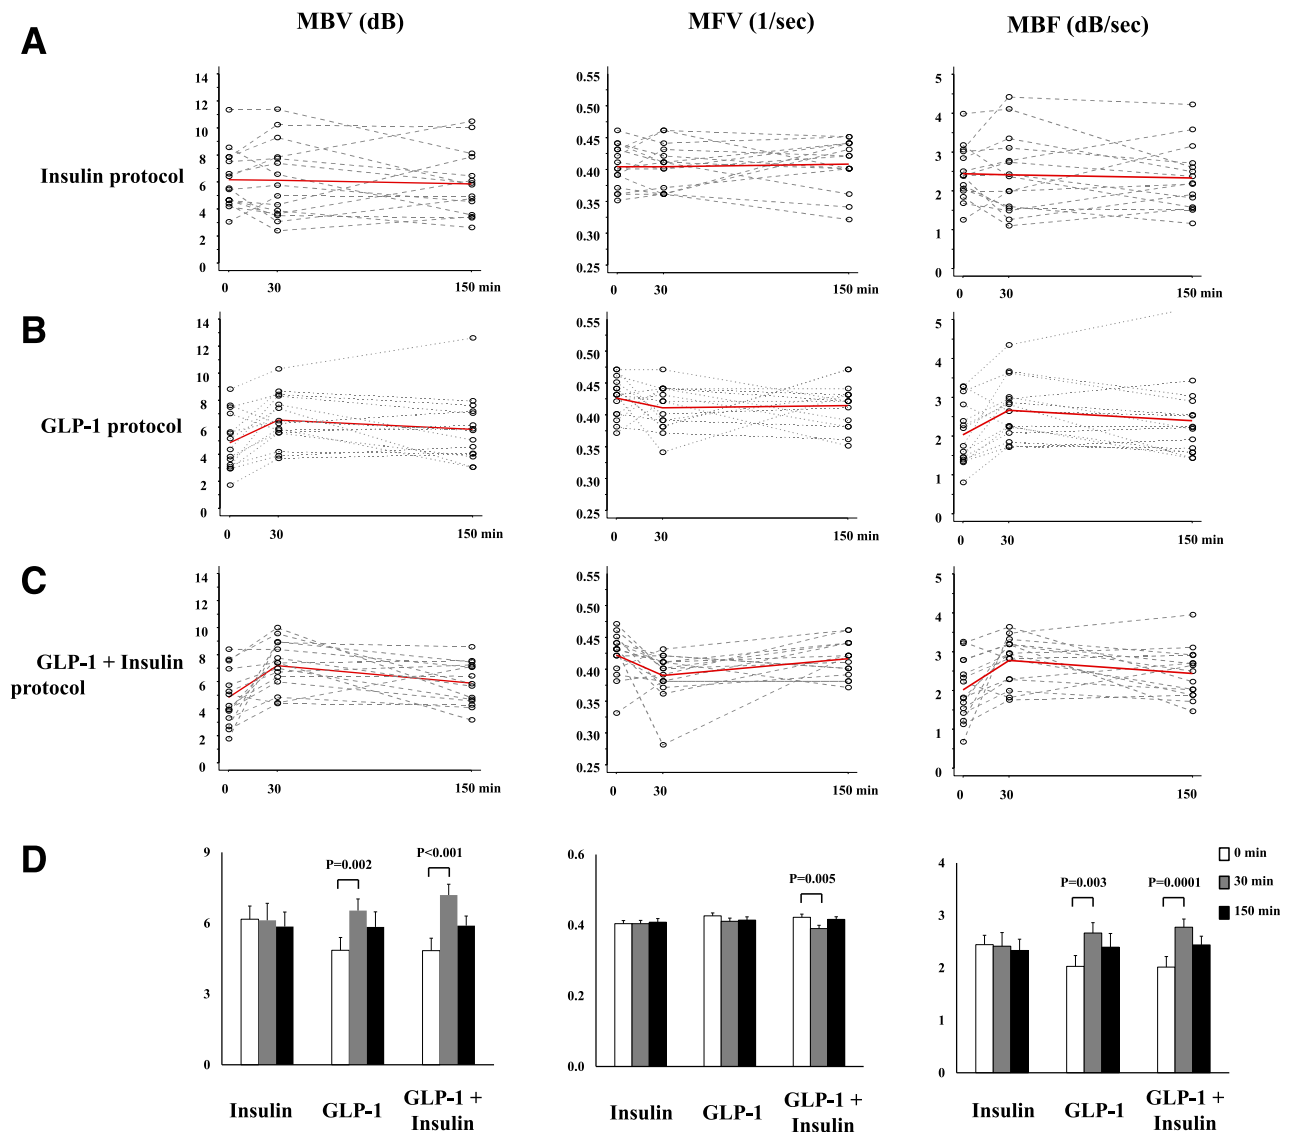 MBV (dB) MFV (1/sec) MBF (dB/sec)
A
Insulin protocol
14
12
10
8
6
4
2
0
0 30 150 min
0.55
0.50
0.45
0.40
0.35
0.30
0.25
0 30 150 min
5
4
3
2
1
0
0 30 150 min
B
GLP-1 protocol
14
12
10
8
6
4
2
0
0 30 150 min
0.55
0.50
0.45
0.40
0.35
0.30
0.25
0 30 150 min
5
4
3
2
1
0
0 30 150 min
C
GLP-1 + Insulin
protocol
14
12
10
8
6
4
2
0
0 30 150 min
0.55
0.50
0.45
0.40
0.35
0.30
0.25
0 30 150 min
5
4
3
2
1
0
0 30 150 min
D
9
6
3
0
P=0.002
P<0.001
Insulin GLP-1 GLP-1 +
Insulin
0.6
0.4
0.2
0.0
P=0.005
Insulin GLP-1 GLP-1 +
Insulin
4
3
2
1
0
P=0.003 P=0.0001
0 min
30 min
150 min
Insulin GLP-1 GLP-1 +
Insulin